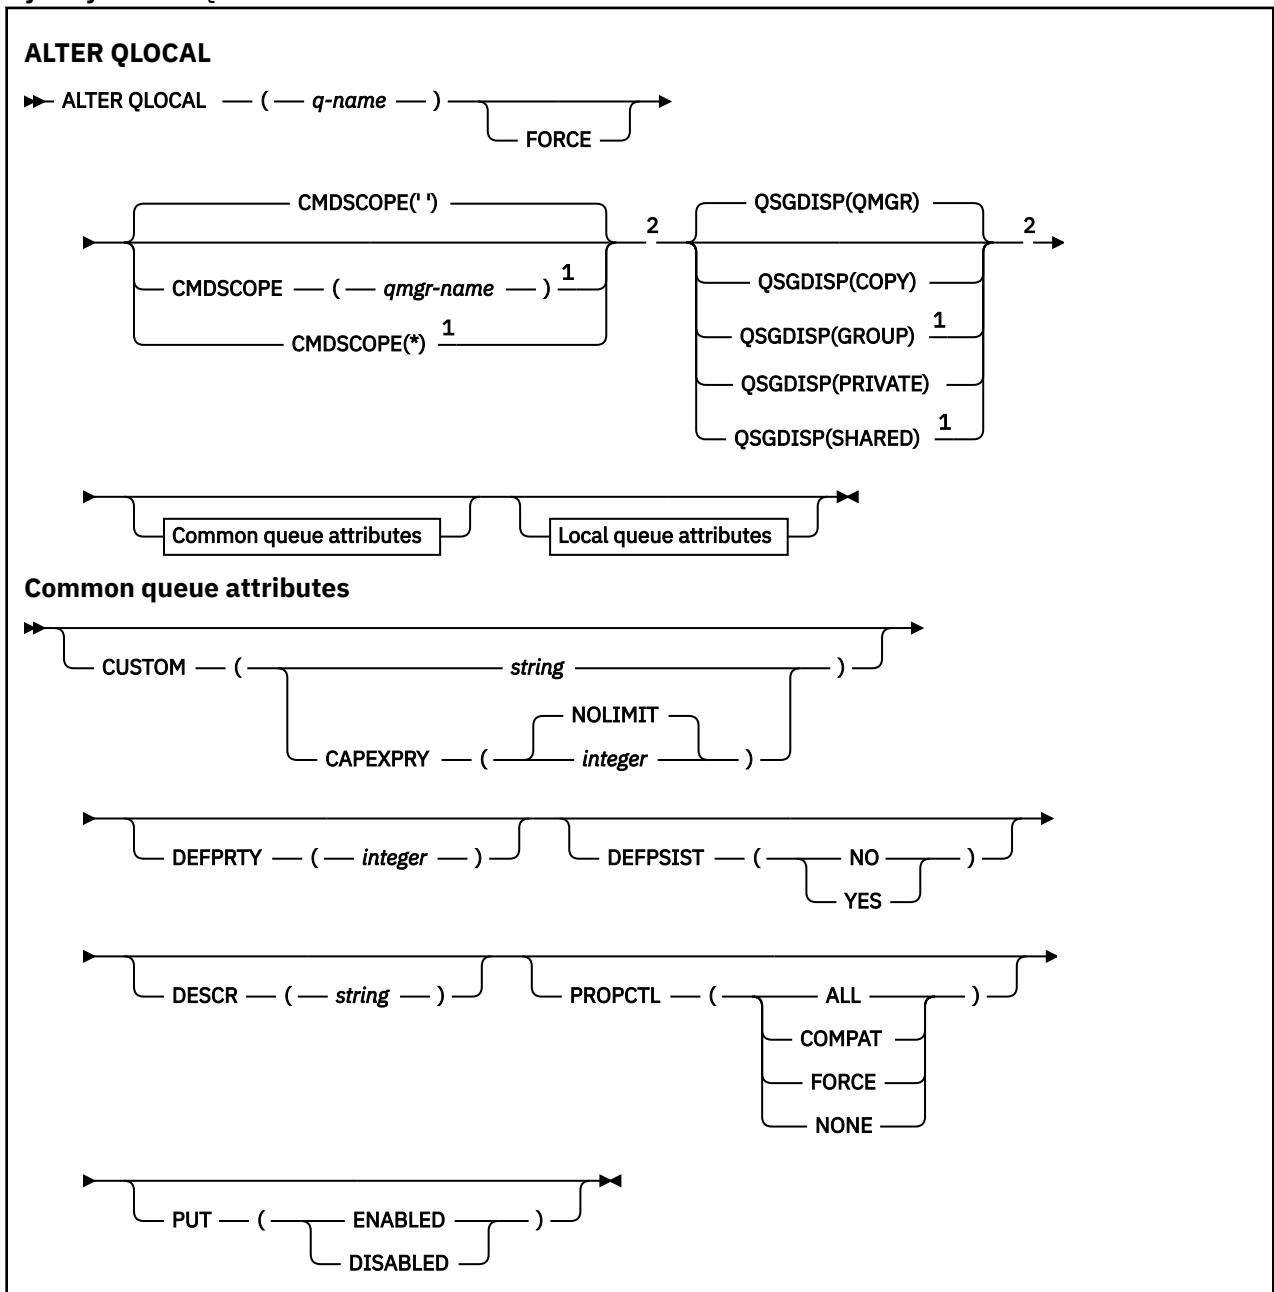 ALTER QLOCAL
ALTER QLOCAL ( q-name )
FORCE
CMDSCOPE(' ') QSGDISP(QMGR)
2 2
CMDSCOPE ( qmgr-name ) 1 QSGDISP(COPY)
CMDSCOPE(*) 1 QSGDISP(GROUP) 1
QSGDISP(PRIVATE)
QSGDISP(SHARED) 1
Common queue attributes Local queue attributes
Common queue attributes
CUSTOM ( string )
NOLIMIT
CAPEXPRY ( integer )
DEFPRTY ( integer ) DEFPSIST ( NO )
YES
DESCR ( string ) PROPCTL ( ALL )
COMPAT
FORCE
NONE
PUT ( ENABLED )
DISABLED